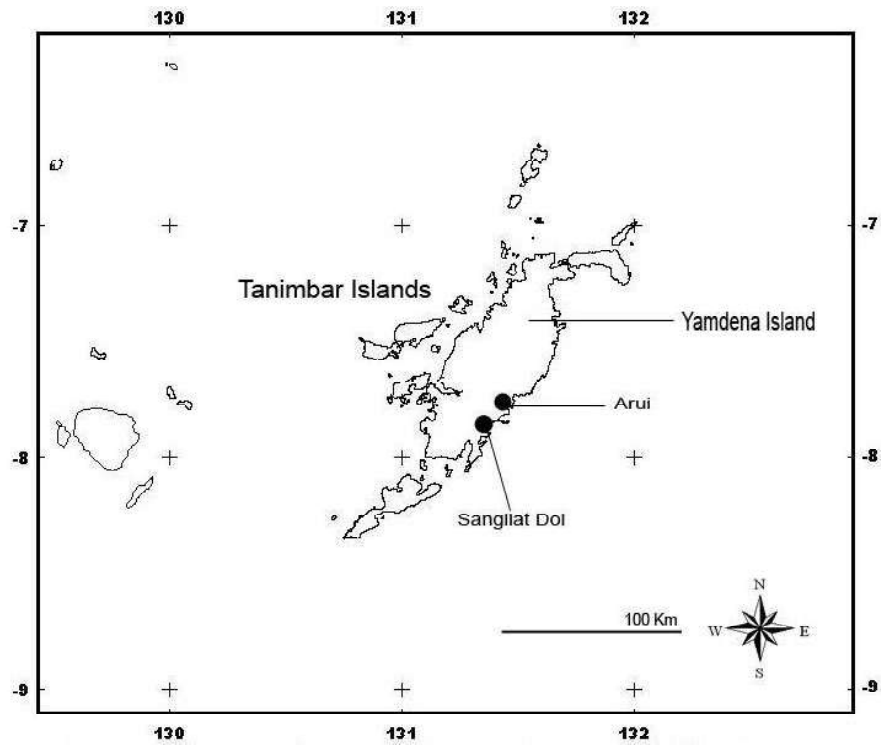 130 131 132
-7 -7
Tanimbar Islands
Yamdena Island
Arui
-8 -8
Sangliat Dol
100 Km
N
W E
S
-9 -9
130 131 132